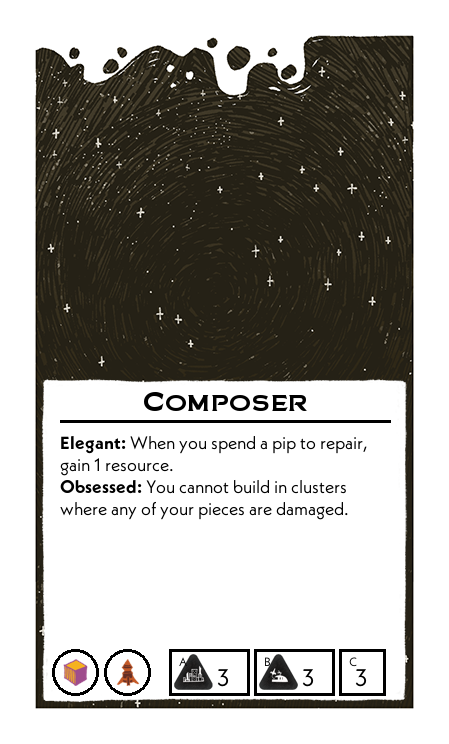 COMPOSER
Elegant: When you spend a pip to repair,
gain 1 resource.
Obsessed: You cannot build in clusters
where any of your pieces are damaged.
A 3 B 3 C 3